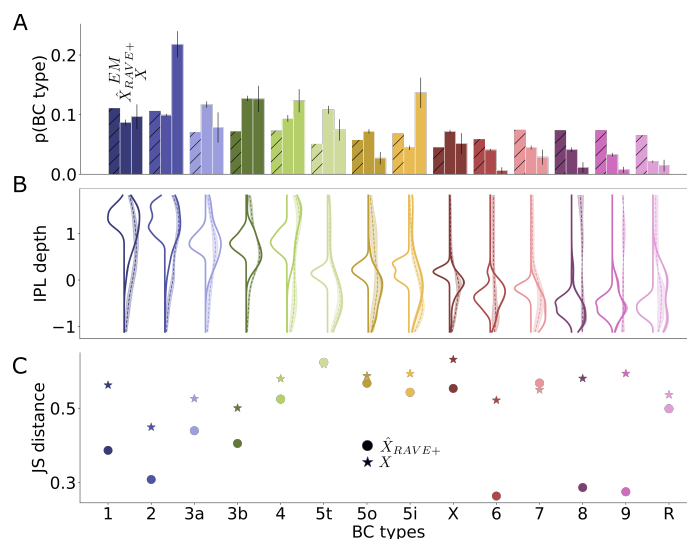 A
p(BC type)
0.2
0.1
0.0
EM
X̂RAVE+
X
B
IPL depth
1
0
−1
C
JS distance
0.5
0.3
X̂RAVE+
X
1 2 3a 3b 4 5t 5o 5i X 6 7 8 9 R
BC types